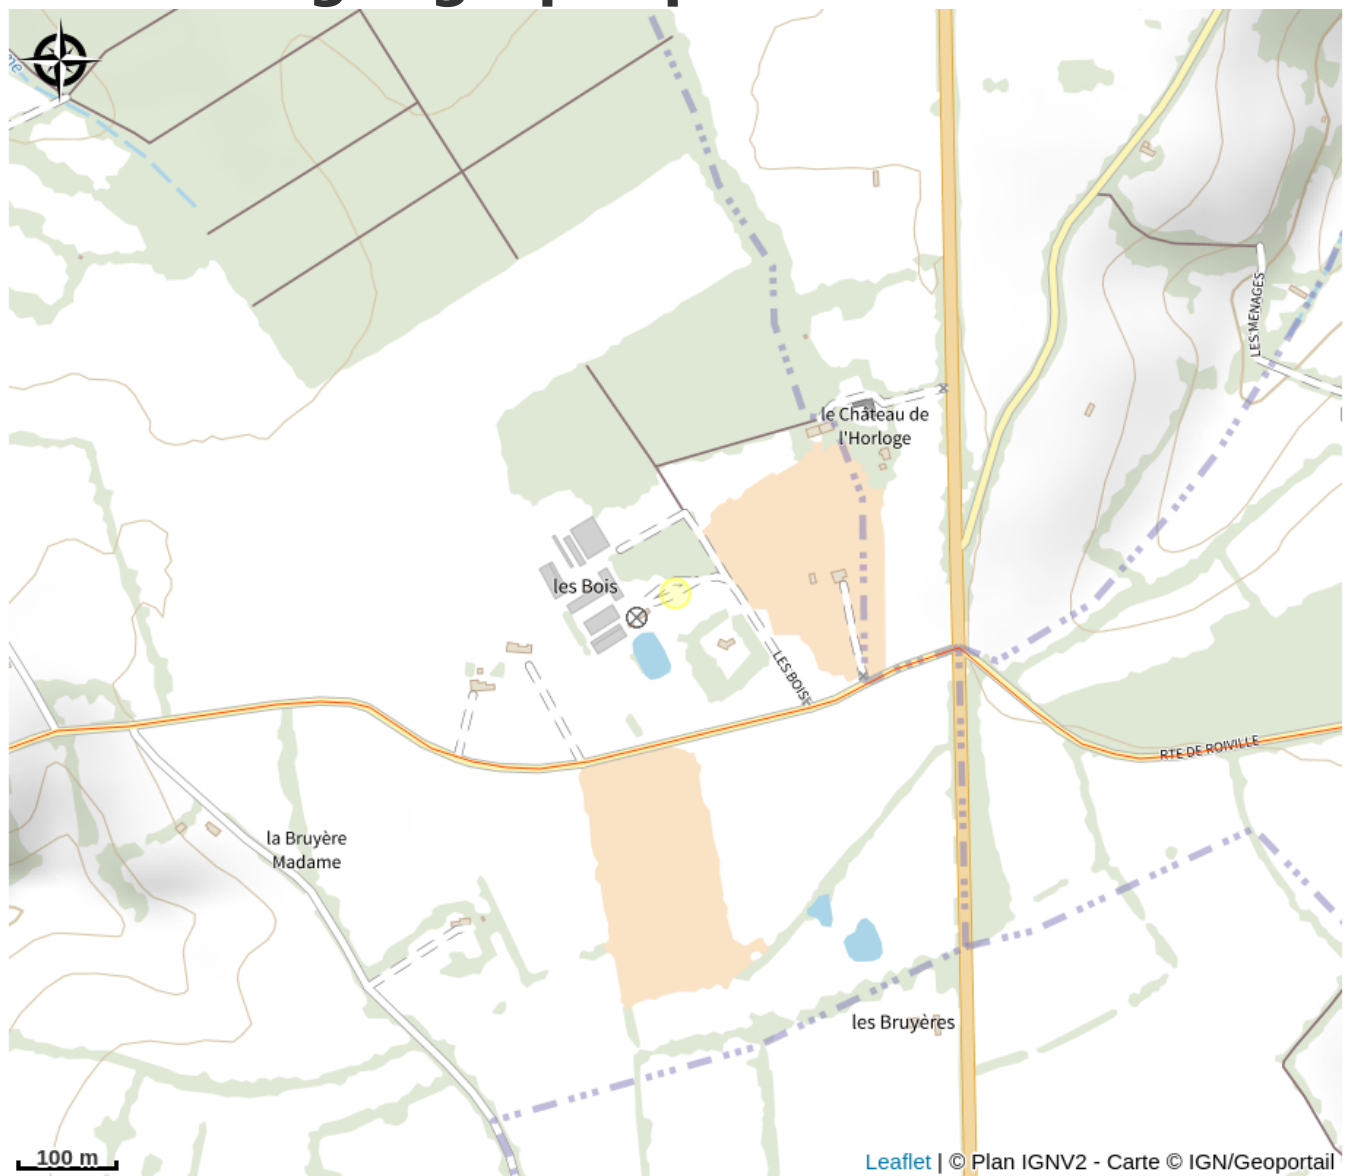 le Château de
l'Horloge
LES MENAGES
les Bois
LES BOIS
RTE DE ROIVILLE
la Bruyère
Madame
les Bruyères
100 m
Leaflet | © Plan IGNV2 - Carte © IGN/Geoportail